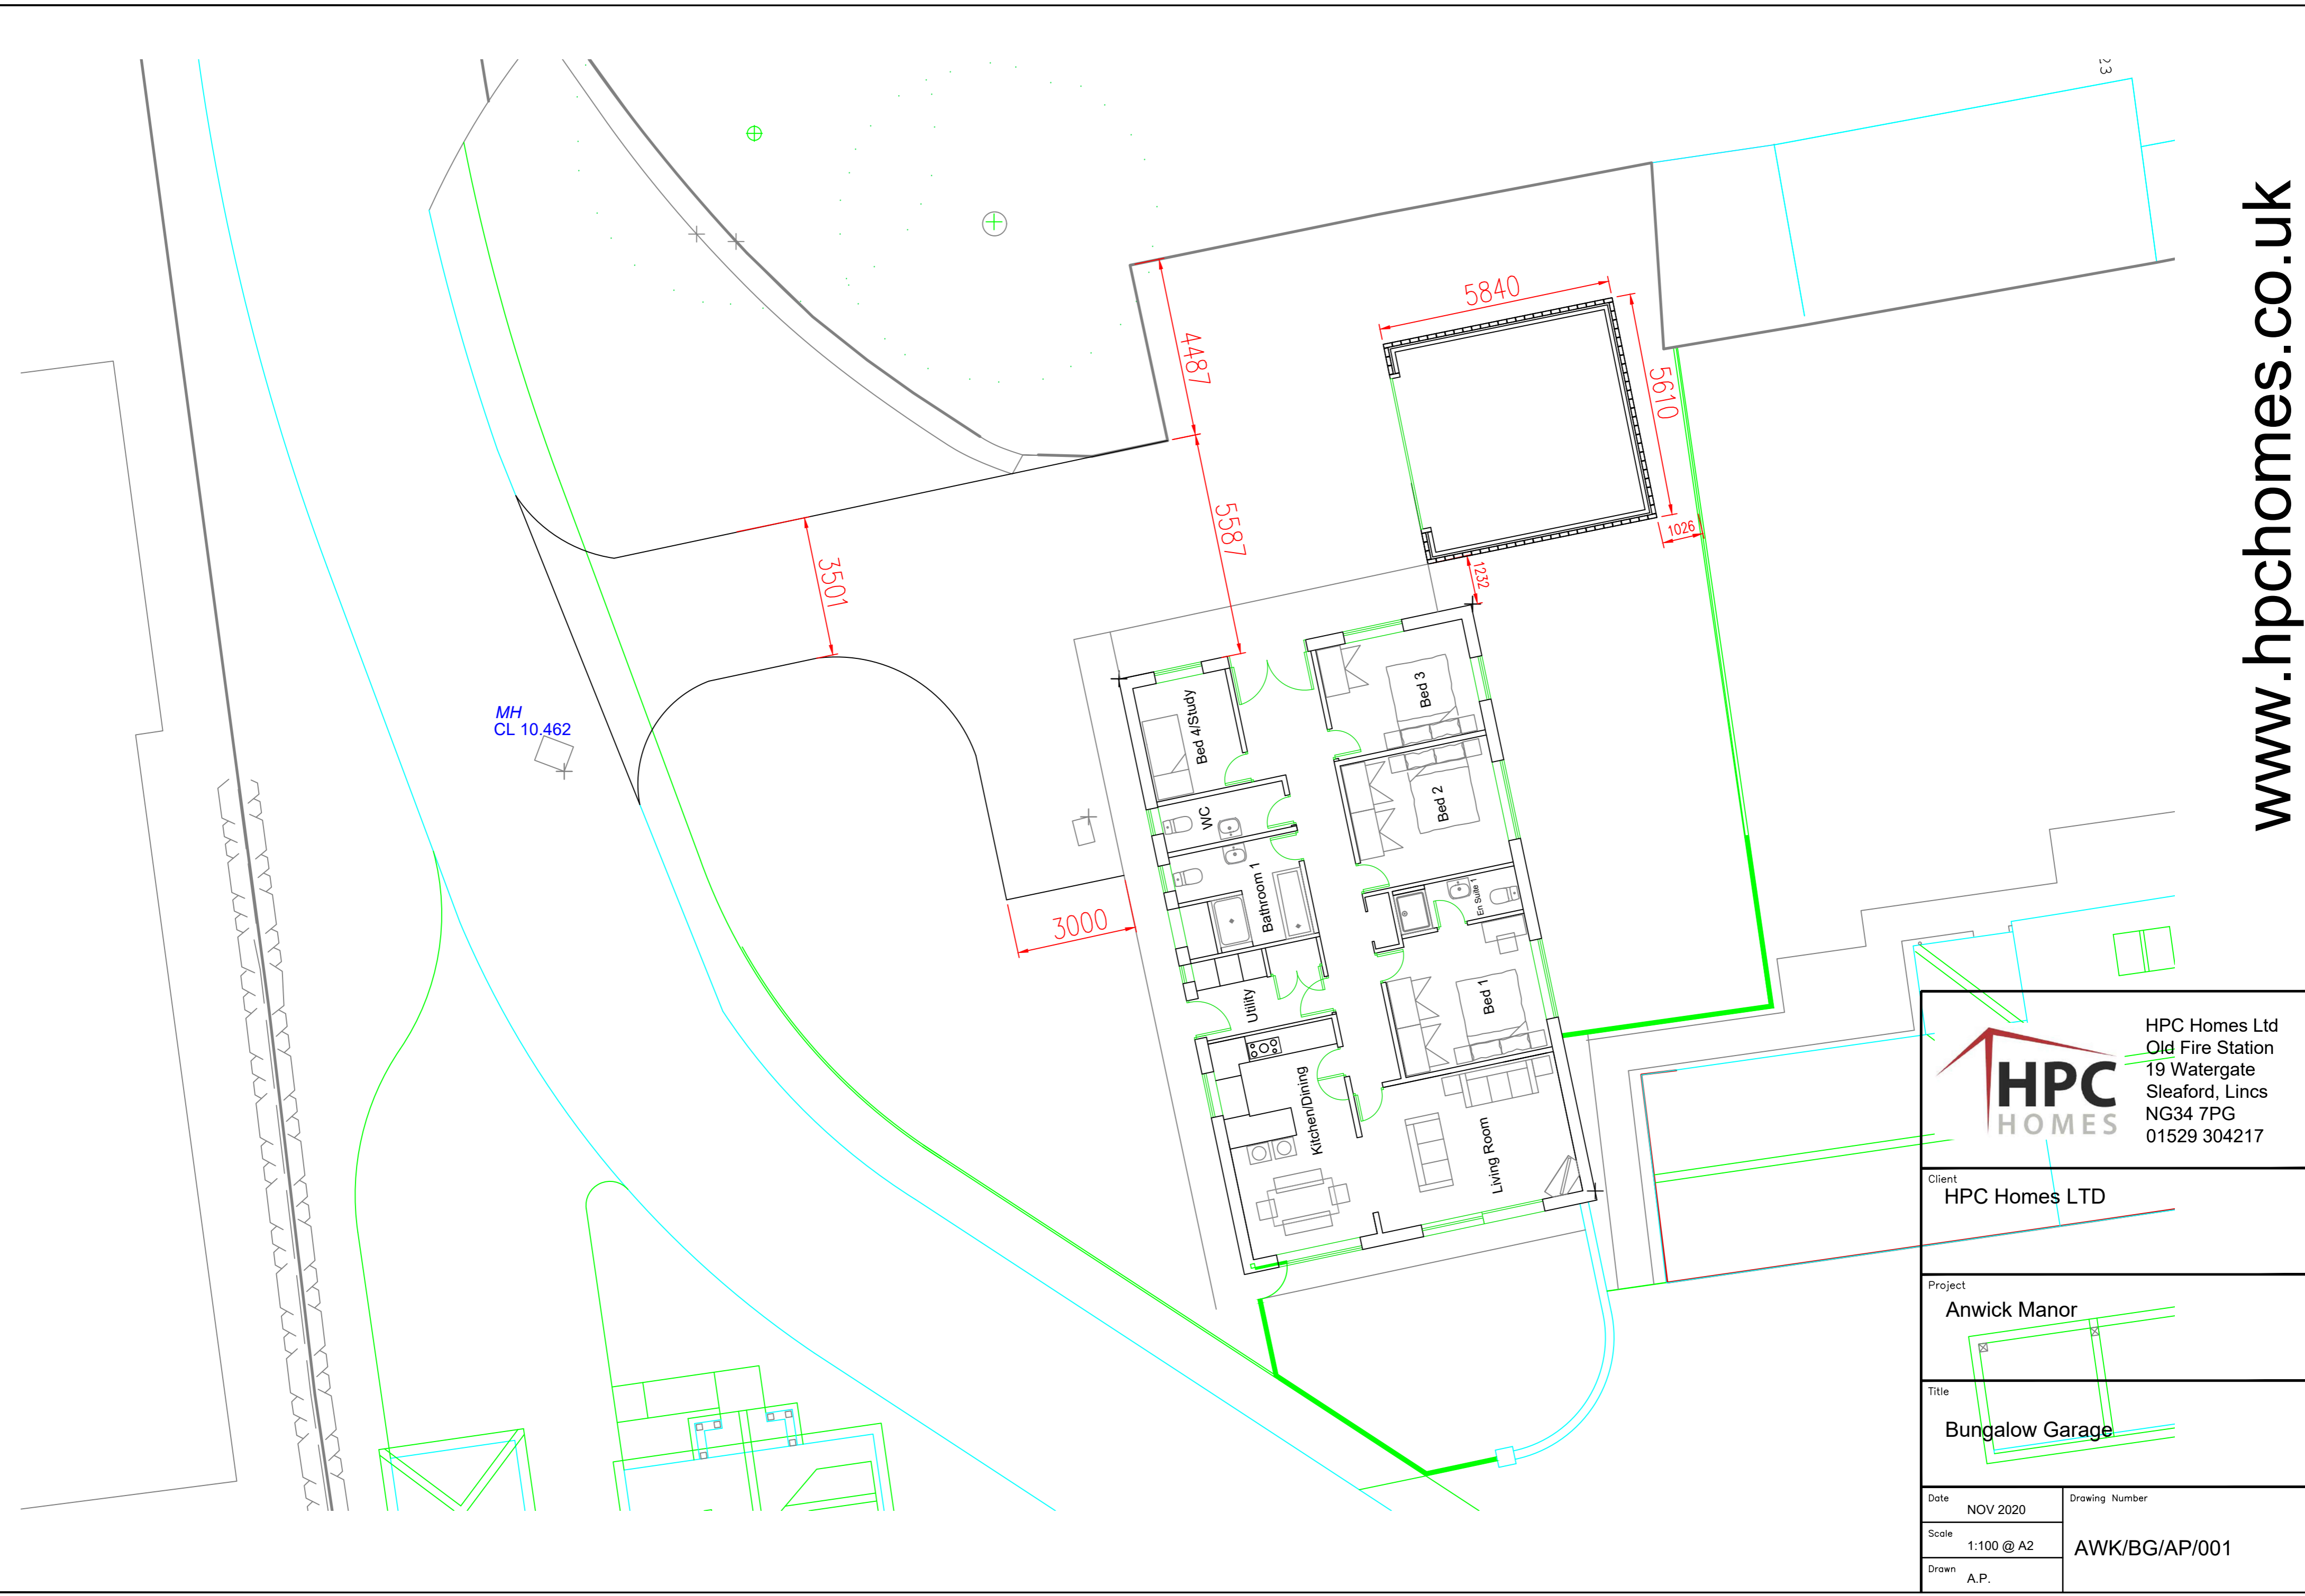 23
www.hpchomes.co.uk
5840
4487
5610
5587
1026
3501
1232
MH
CL 10.462
Bed 4/Study
Bed 3
WC
Bed 2
Bathroom 1
En Suite 1
3000
Utility
Bed 1
Kitchen/Dining
Living Room
HPC
HOMES
HPC Homes Ltd
Old Fire Station
19 Watergate
Sleaford, Lincs
NG34 7PG
01529 304217
Client
HPC Homes LTD
Project
Anwick Manor
Title
Bungalow Garage
Date
NOV 2020
Drawing Number
Scale
1:100 @ A2
AWK/BG/AP/001
Drawn
A.P.